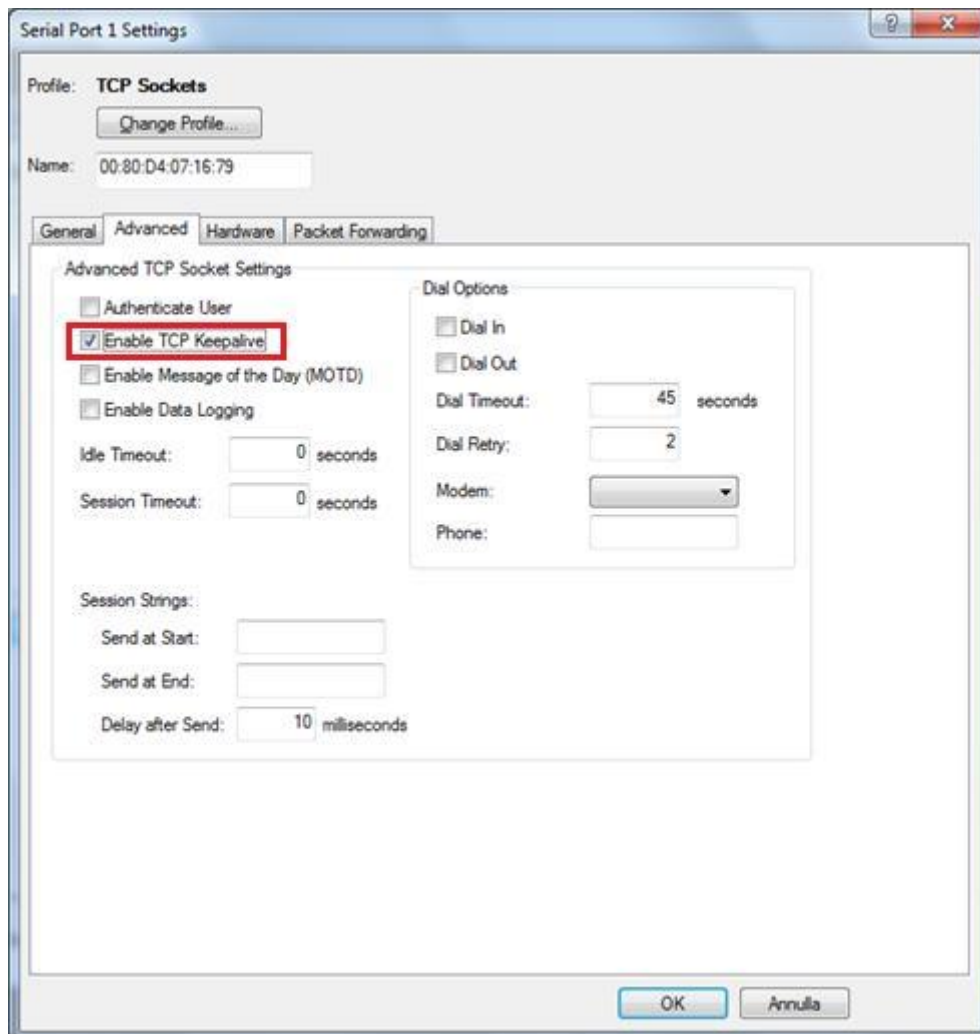 Serial Port 1 Settings
Profile: TCP Sockets
Change Profile...
Name: 00:80:D4:07:16:79
General Advanced Hardware Packet Forwarding
Advanced TCP Socket Settings
Authenticate User
Enable TCP Keepalive
Enable Message of the Day (MOTD)
Enable Data Logging
Idle Timeout: 0 seconds
Session Timeout: 0 seconds
Dial Options
Dial In
Dial Out
Dial Timeout: 45 seconds
Dial Retry: 2
Modem:
Phone:
Session Strings:
Send at Start:
Send at End:
Delay after Send: 10 milliseconds
OK Annulla